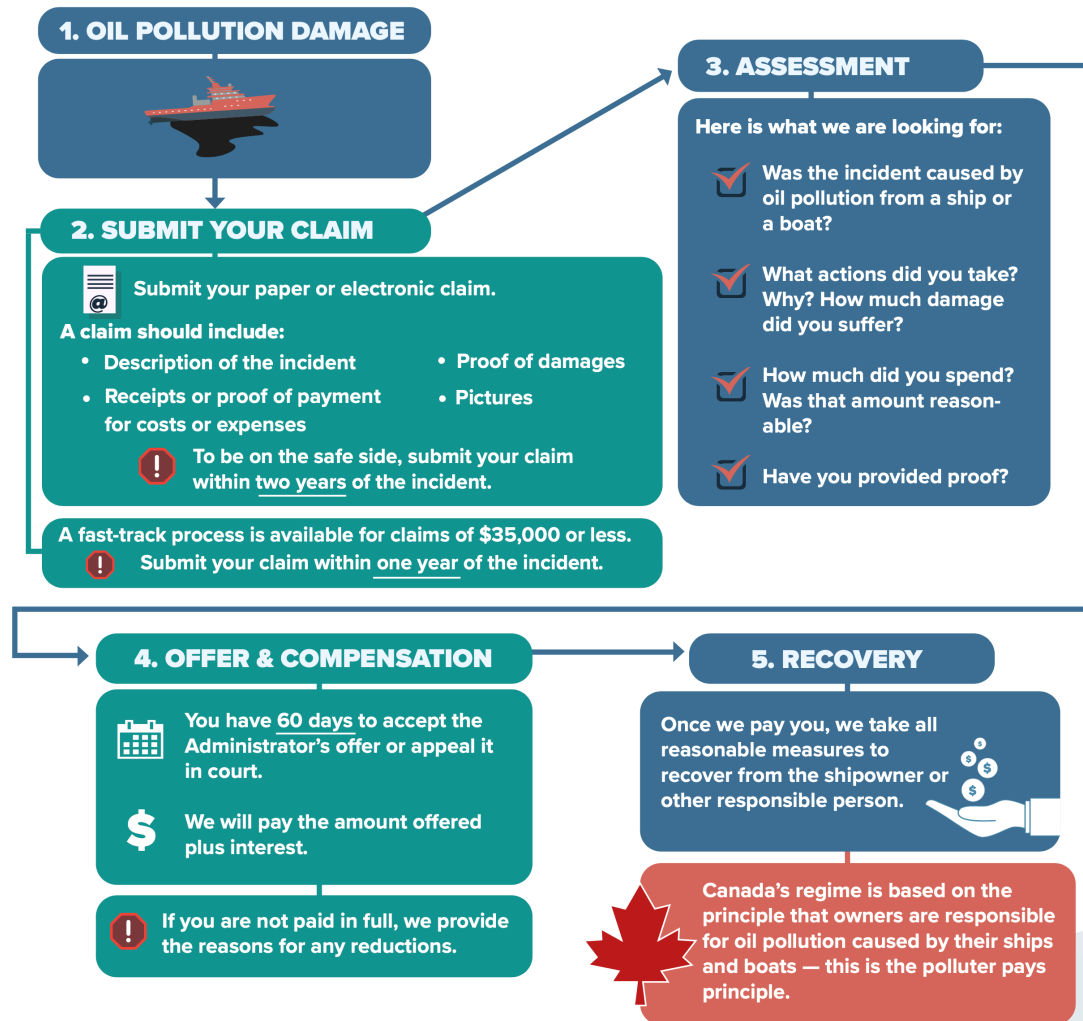 1. OIL POLLUTION DAMAGE
2. SUBMIT YOUR CLAIM
@
Submit your paper or electronic claim.
A claim should include:
• Description of the incident
• Receipts or proof of payment
for costs or expenses
• Proof of damages
• Pictures
!
To be on the safe side, submit your claim
within two years of the incident.
A fast-track process is available for claims of $35,000 or less.
!
Submit your claim within one year of the incident.
3. ASSESSMENT
Here is what we are looking for:
Was the incident caused by
oil pollution from a ship or
a boat?
What actions did you take?
Why? How much damage
did you suffer?
How much did you spend?
Was that amount reason-
able?
Have you provided proof?
4. OFFER & COMPENSATION
You have 60 days to accept the
Administrator's offer or appeal it
in court.
$
We will pay the amount offered
plus interest.
!
If you are not paid in full, we provide
the reasons for any reductions.
5. RECOVERY
Once we pay you, we take all
reasonable measures to
recover from the shipowner or
other responsible person.
$
$
$
$
Canada's regime is based on the
principle that owners are responsible
for oil pollution caused by their ships
and boats — this is the polluter pays
principle.